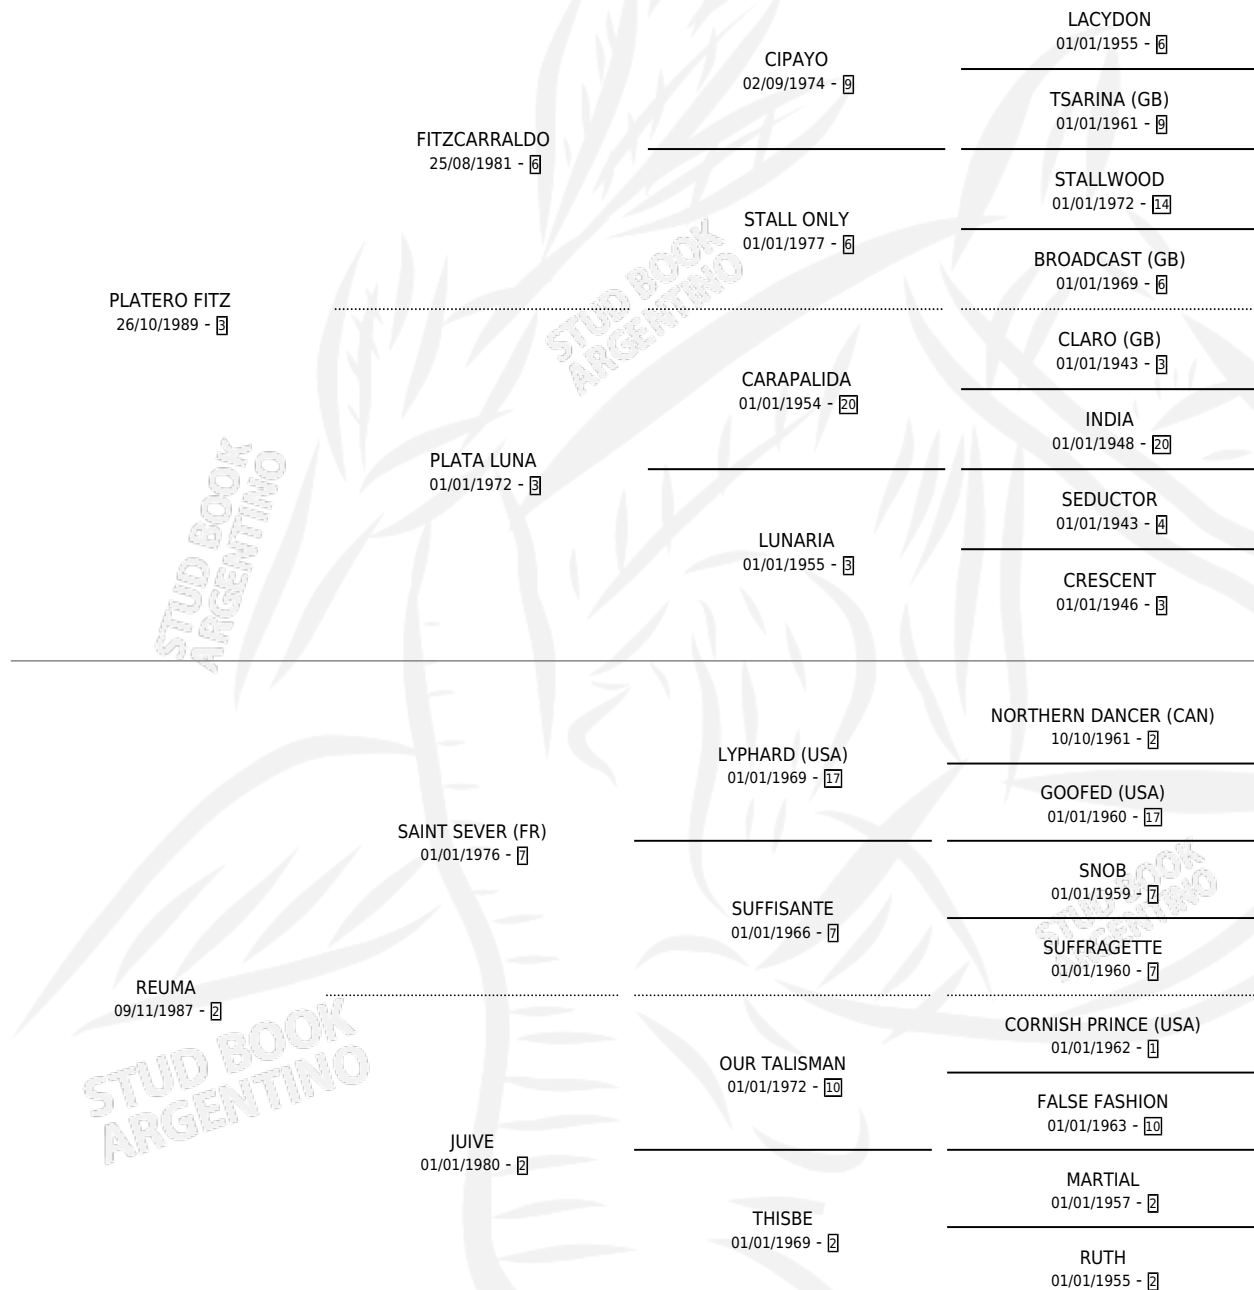 LACYDON
01/01/1955 - 6
CIPAYO
02/09/1974 - 9
TSARINA (GB)
01/01/1961 - 9
FITZCARRALDO
25/08/1981 - 6
STALLWOOD
01/01/1972 - 14
STALL ONLY
01/01/1977 - 6
BROADCAST (GB)
01/01/1969 - 6
PLATERO FITZ
26/10/1989 - 3
STUD BOOK
ARGENTINO
CLARO (GB)
01/01/1943 - 3
CARAPALIDA
01/01/1954 - 20
INDIA
01/01/1948 - 20
PLATA LUNA
01/01/1972 - 3
SEDUCTOR
01/01/1943 - 4
LUNARIA
01/01/1955 - 3
CRESCENT
01/01/1946 - 3
STUD BOOK
ARGENTINO
NORTHERN DANCER (CAN)
10/10/1961 - 2
LYPHARD (USA)
01/01/1969 - 17
GOOFED (USA)
01/01/1960 - 17
SAINT SEVER (FR)
01/01/1976 - 7
SNOB
01/01/1959 - 7
SUFFISANTE
01/01/1966 - 7
STUD BOOK
ARGENTINO
SUFFRAGETTE
01/01/1960 - 7
REUMA
09/11/1987 - 2
CORNISH PRINCE (USA)
01/01/1962 - 1
OUR TALISMAN
01/01/1972 - 10
STUD BOOK
ARGENTINO
FALSE FASHION
01/01/1963 - 10
JUIVE
01/01/1980 - 2
MARTIAL
01/01/1957 - 2
THISBE
01/01/1969 - 2
RUTH
01/01/1955 - 2